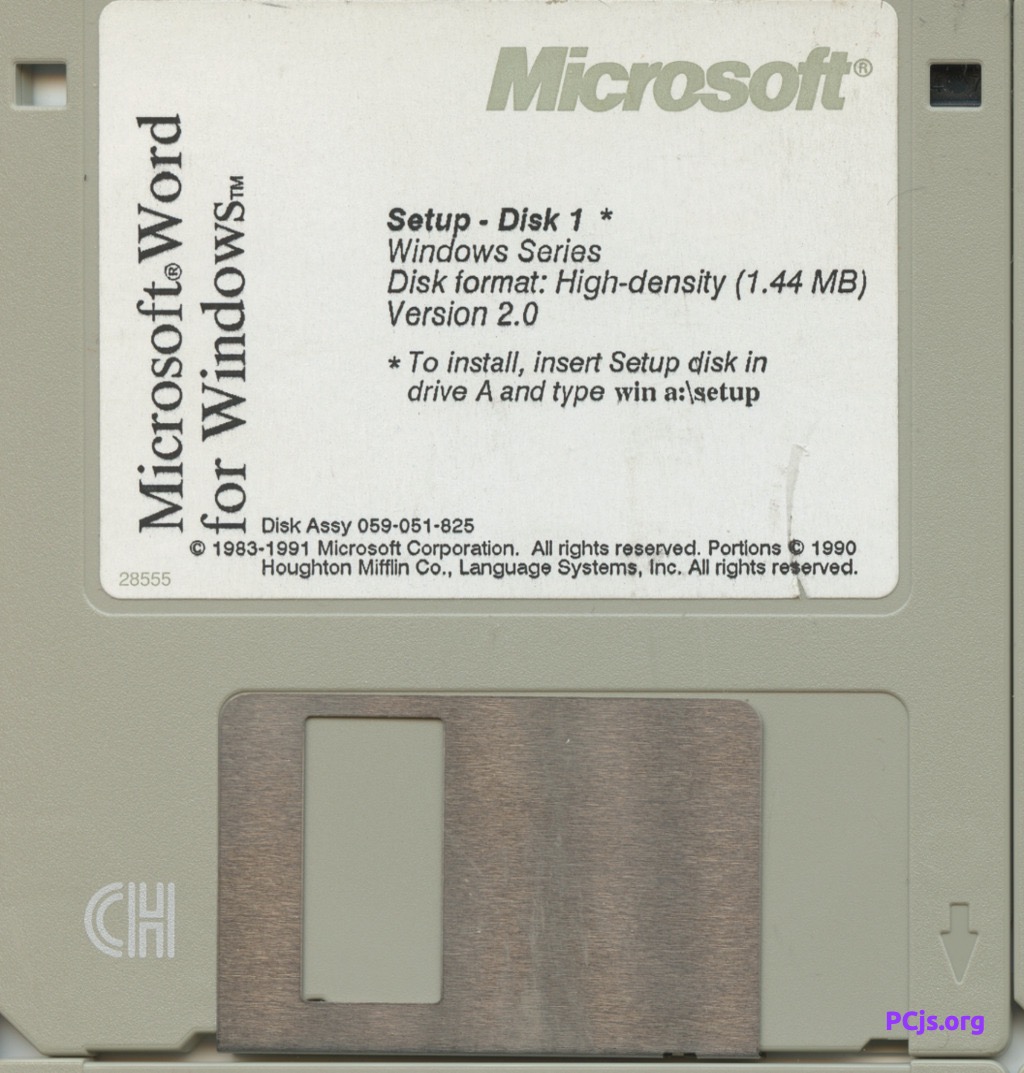 Microsoft®
Microsoft® Word
for Windows™
Setup - Disk 1 *
Windows Series
Disk format: High-density (1.44 MB)
Version 2.0
* To install, insert Setup disk in
drive A and type win a:\setup
Disk Assy 059-051-825
© 1983-1991 Microsoft Corporation. All rights reserved. Portions © 1990
Houghton Mifflin Co., Language Systems, Inc. All rights reserved.
28555
CH
PCjs.org